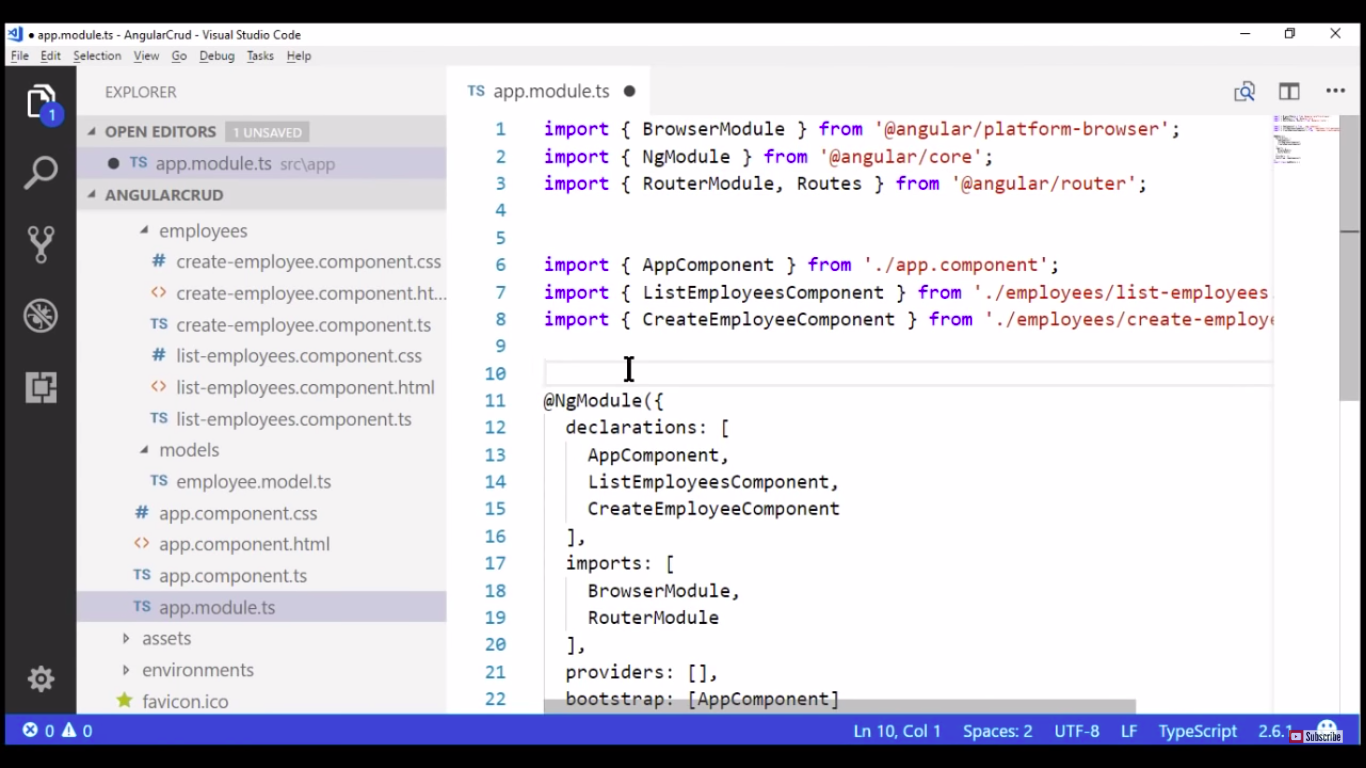 app.module.ts - AngularCrud - Visual Studio Code
File Edit Selection View Go Debug Tasks Help
1
EXPLORER
OPEN EDITORS 1 UNSAVED
TS app.module.ts src\app
ANGULARCRUD
employees
# create-employee.component.css
<> create-employee.component.ht...
TS create-employee.component.ts
# list-employees.component.css
<> list-employees.component.html
TS list-employees.component.ts
models
TS employee.model.ts
# app.component.css
<> app.component.html
TS app.component.ts
TS app.module.ts
assets
environments
favicon.ico
TS app.module.ts
1 import { BrowserModule } from '@angular/platform-browser';
2 import { NgModule } from '@angular/core';
3 import { RouterModule, Routes } from '@angular/router';
4
5
6 import { AppComponent } from './app.component';
7 import { ListEmployeesComponent } from './employees/list-employees.
8 import { CreateEmployeeComponent } from './employees/create-employe
9
10
11 @NgModule({
12 declarations: [
13 AppComponent,
14 ListEmployeesComponent,
15 CreateEmployeeComponent
16 ],
17 imports: [
18 BrowserModule,
19 RouterModule
20 ],
21 providers: [],
22 bootstrap: [AppComponent]
0 0 Ln 10, Col 1 Spaces: 2 UTF-8 LF TypeScript 2.6.1
Subscribe